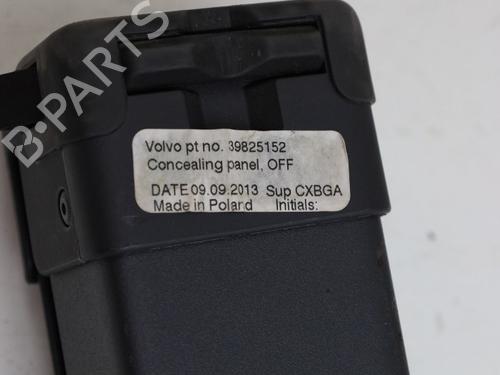 B-PARTS
Volvo pt no. 39825152
Concealing panel, OFF
DATE 09.09.2013 Sup CXBGA
Made in Poland Initials: